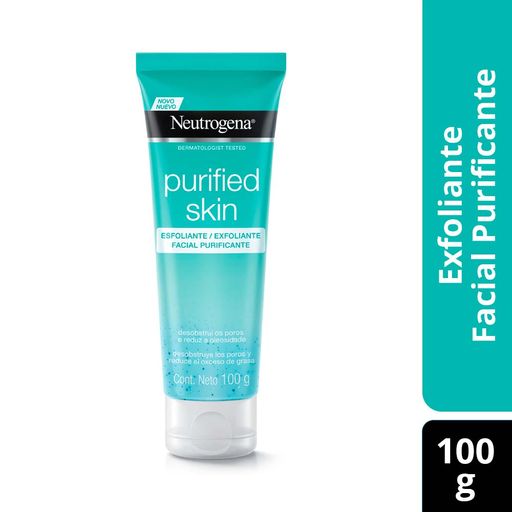 NOVO
NUEVO
Neutrogena®
DERMATOLOGIST TESTED
purified
skin
ESFOLIANTE / EXFOLIANTE
FACIAL PURIFICANTE
desobstrui os poros
e reduz a oleosidade
desobstruye los poros y
reduce el exceso de grasa
Cont. Neto 100 g
Exfoliante
Facial Purificante
100
g